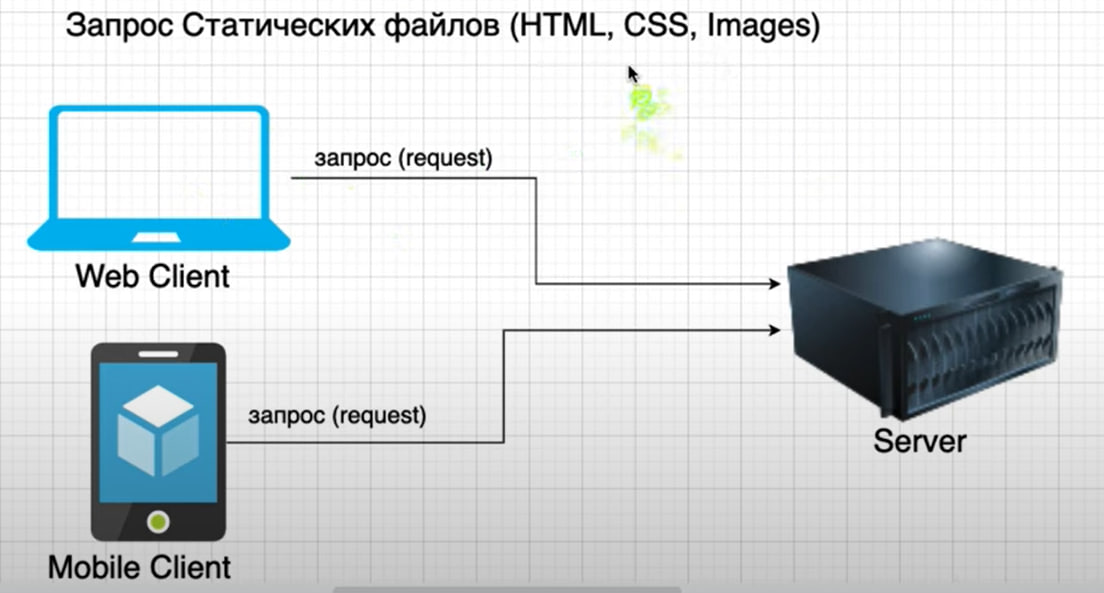 Запрос Статических файлов (HTML, CSS, Images)
запрос (request)
Web Client
запрос (request)
Server
Mobile Client